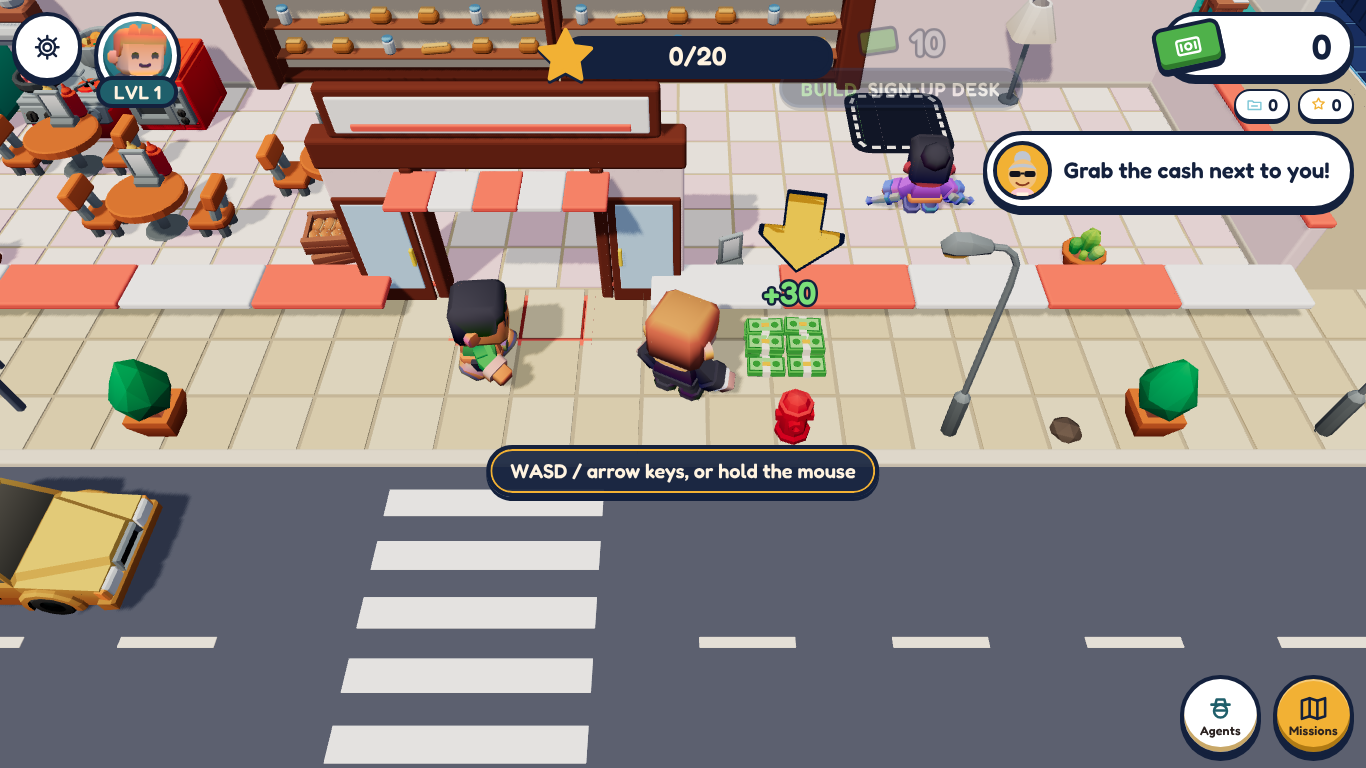 0/20
10
0
LVL 1
BUILD SIGN-UP DESK
0
0
Grab the cash next to you!
+30
WASD / arrow keys, or hold the mouse
Agents
Missions